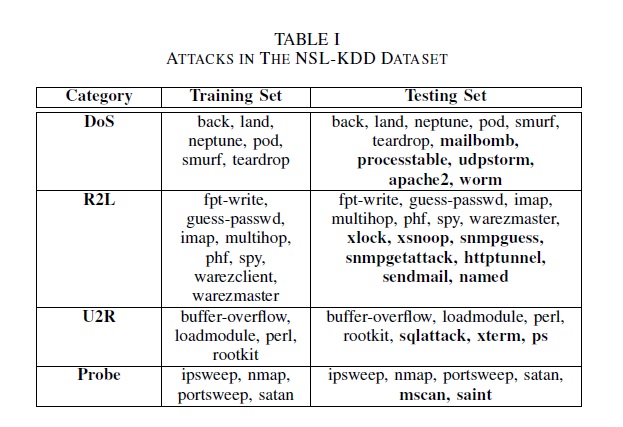 TABLE I
ATTACKS IN THE NSL-KDD DATASET
Category Training Set Testing Set
DoS back, land, back, land, neptune, pod, smurf,
neptune, pod, teardrop, mailbomb,
smurf, teardrop processtable, udpstorm,
apache2, worm
R2L fpt-write, fpt-write, guess-passwd, imap,
guess-passwd, multihop, phf, spy, warezmaster,
imap, multihop, xlock, xsnoop, snmpguess,
phf, spy, snmpgetattack, httptunnel,
warezclient, sendmail, named
warezmaster
U2R buffer-overflow, buffer-overflow, loadmodule, perl,
loadmodule, perl, rootkit, sqlattack, xterm, ps
rootkit
Probe ipsweep, nmap, ipsweep, nmap, portsweep, satan,
portsweep, satan mscan, saint